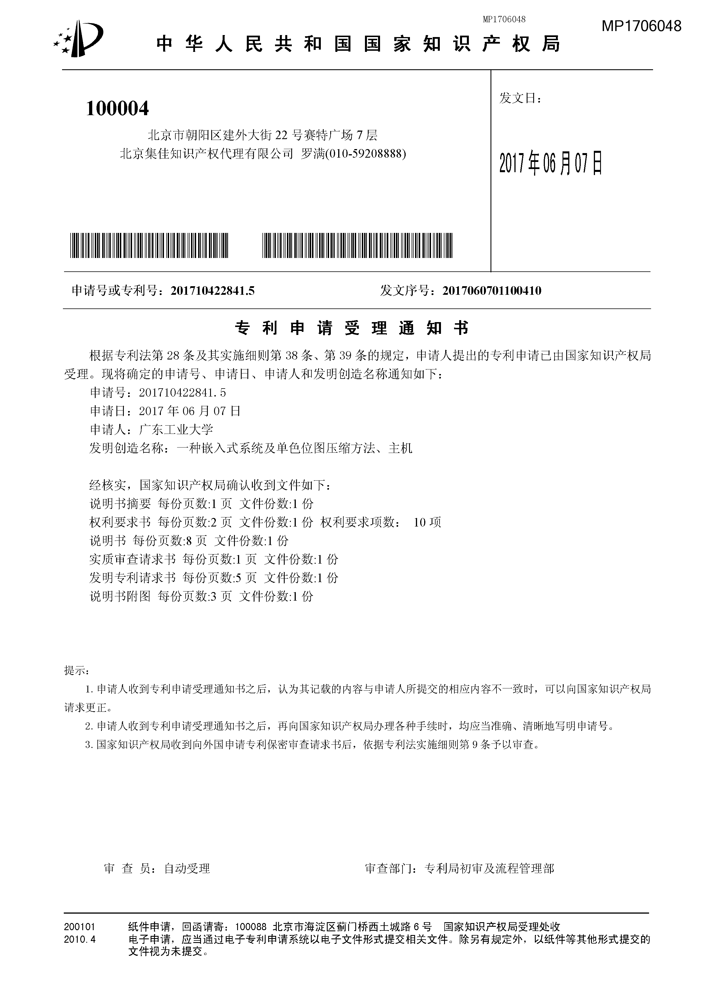 MP1706048
MP1706048
中华人民共和国国家知识产权局
100004
发文日：
北京市朝阳区建外大街 22 号赛特广场 7 层
北京集佳知识产权代理有限公司 罗满(010-59208888)
2017 年 06 月 07 日
申请号或专利号：201710422841.5 发文序号：2017060701100410
专利申请受理通知书
根据专利法第 28 条及其实施细则第 38 条、第 39 条的规定，申请人提出的专利申请已由国家知识产权局
受理。现将确定的申请号、申请日、申请人和发明创造名称通知如下：
申请号：201710422841.5
申请日：2017 年 06 月 07 日
申请人：广东工业大学
发明创造名称：一种嵌入式系统及单色位图压缩方法、主机
经核实，国家知识产权局确认收到文件如下：
说明书摘要 每份页数:1 页 文件份数:1 份
权利要求书 每份页数:2 页 文件份数:1 份 权利要求项数： 10 项
说明书 每份页数:8 页 文件份数:1 份
实质审查请求书 每份页数:1 页 文件份数:1 份
发明专利请求书 每份页数:5 页 文件份数:1 份
说明书附图 每份页数:3 页 文件份数:1 份
提示：
1. 申请人收到专利申请受理通知书之后，认为其记载的内容与申请人所提交的相应内容不一致时，可以向国家知识产权局
请求更正。
2. 申请人收到专利申请受理通知书之后，再向国家知识产权局办理各种手续时，均应当准确、清晰地写明申请号。
3. 国家知识产权局收到向外国申请专利保密审查请求书后，依据专利法实施细则第 9 条予以审查。
审 查 员：自动受理 审查部门：专利局初审及流程管理部
200101 纸件申请，回函请寄：100088 北京市海淀区蓟门桥西土城路 6 号 国家知识产权局受理处收
2010.4 电子申请，应当通过电子专利申请系统以电子文件形式提交相关文件。除另有规定外，以纸件等其他形式提交的
文件视为未提交。